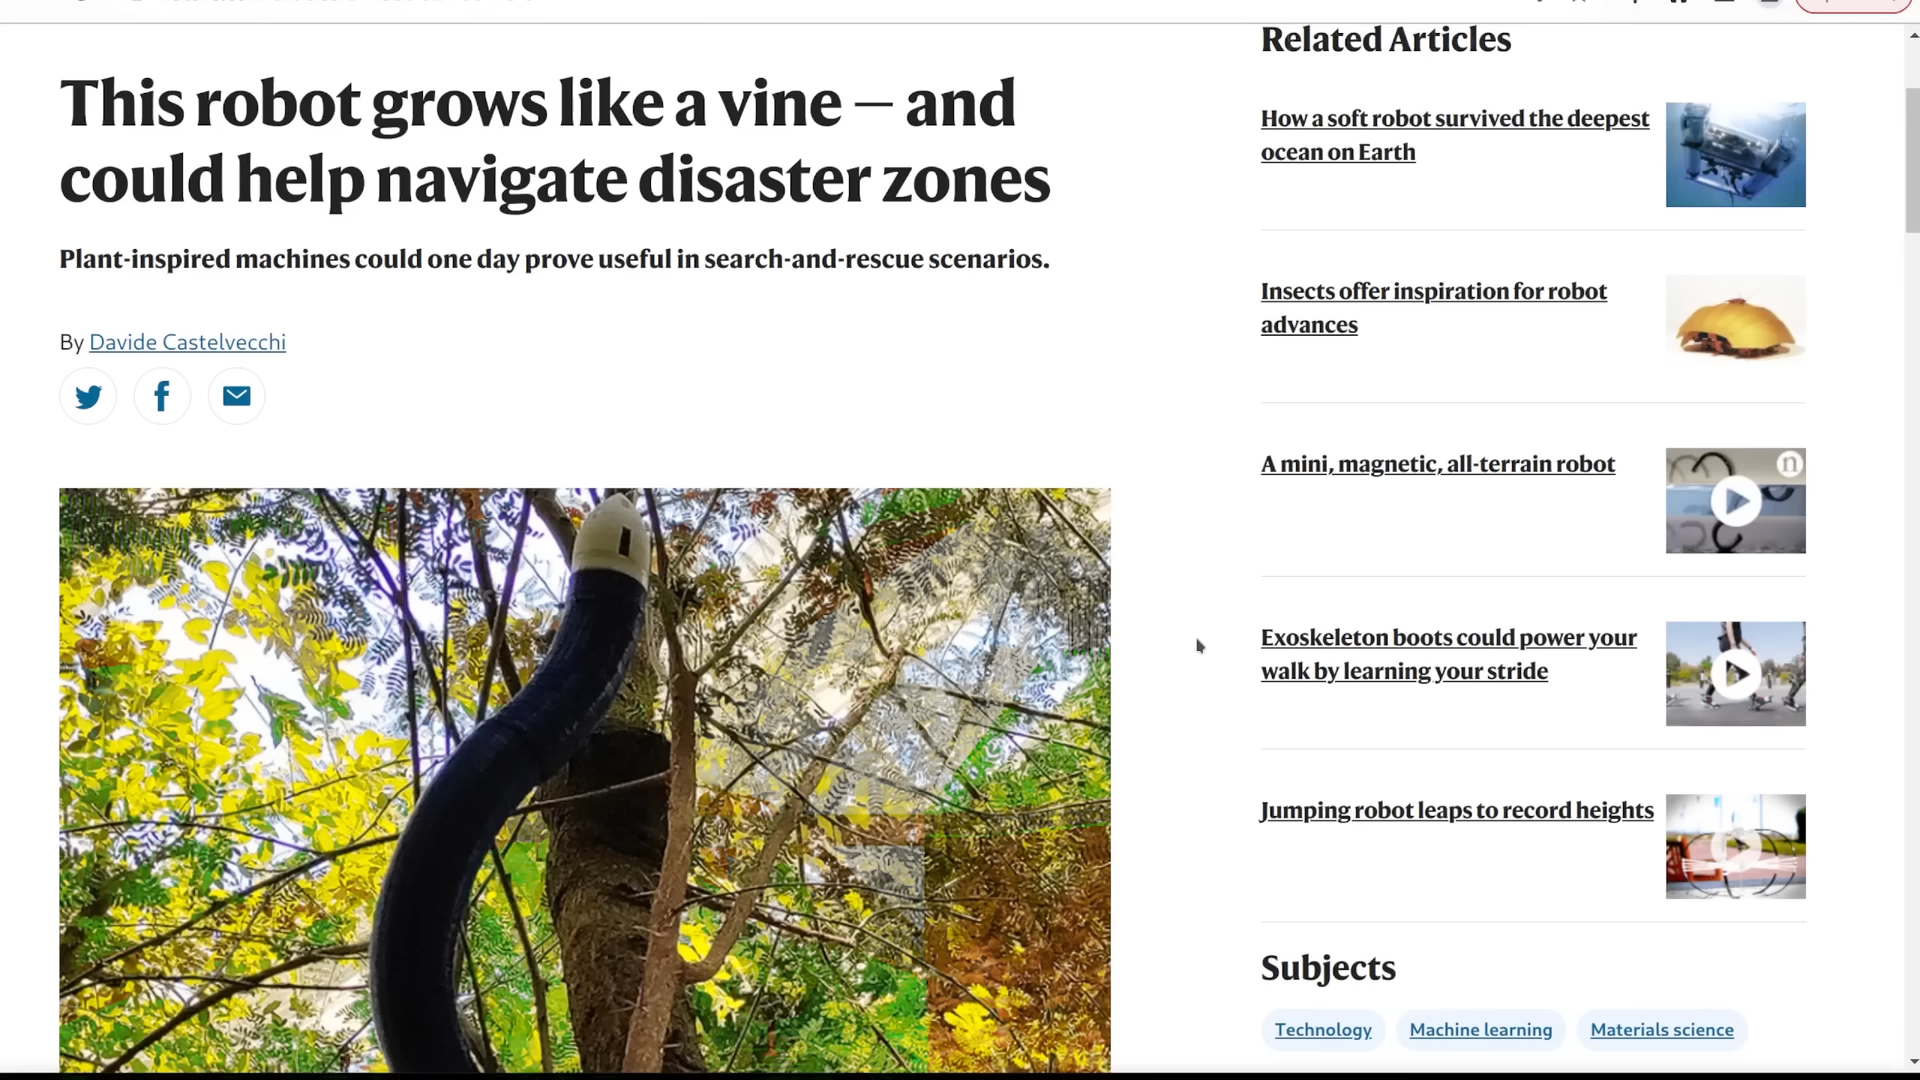 This robot grows like a vine — and
could help navigate disaster zones
Plant-inspired machines could one day prove useful in search-and-rescue scenarios.
By Davide Castelvecchi
Related Articles
How a soft robot survived the deepest
ocean on Earth
Insects offer inspiration for robot
advances
A mini, magnetic, all-terrain robot
n
Exoskeleton boots could power your
walk by learning your stride
Jumping robot leaps to record heights
Subjects
Technology
Machine learning
Materials science